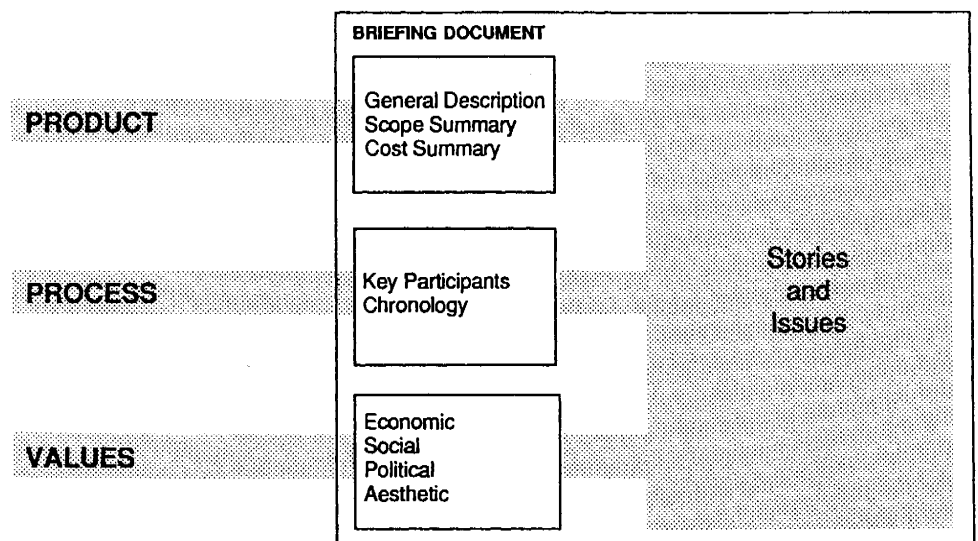 BRIEFING DOCUMENT
PRODUCT
General Description
Scope Summary
Cost Summary
PROCESS
Key Participants
Chronology
VALUES
Economic
Social
Political
Aesthetic
Stories
and
Issues